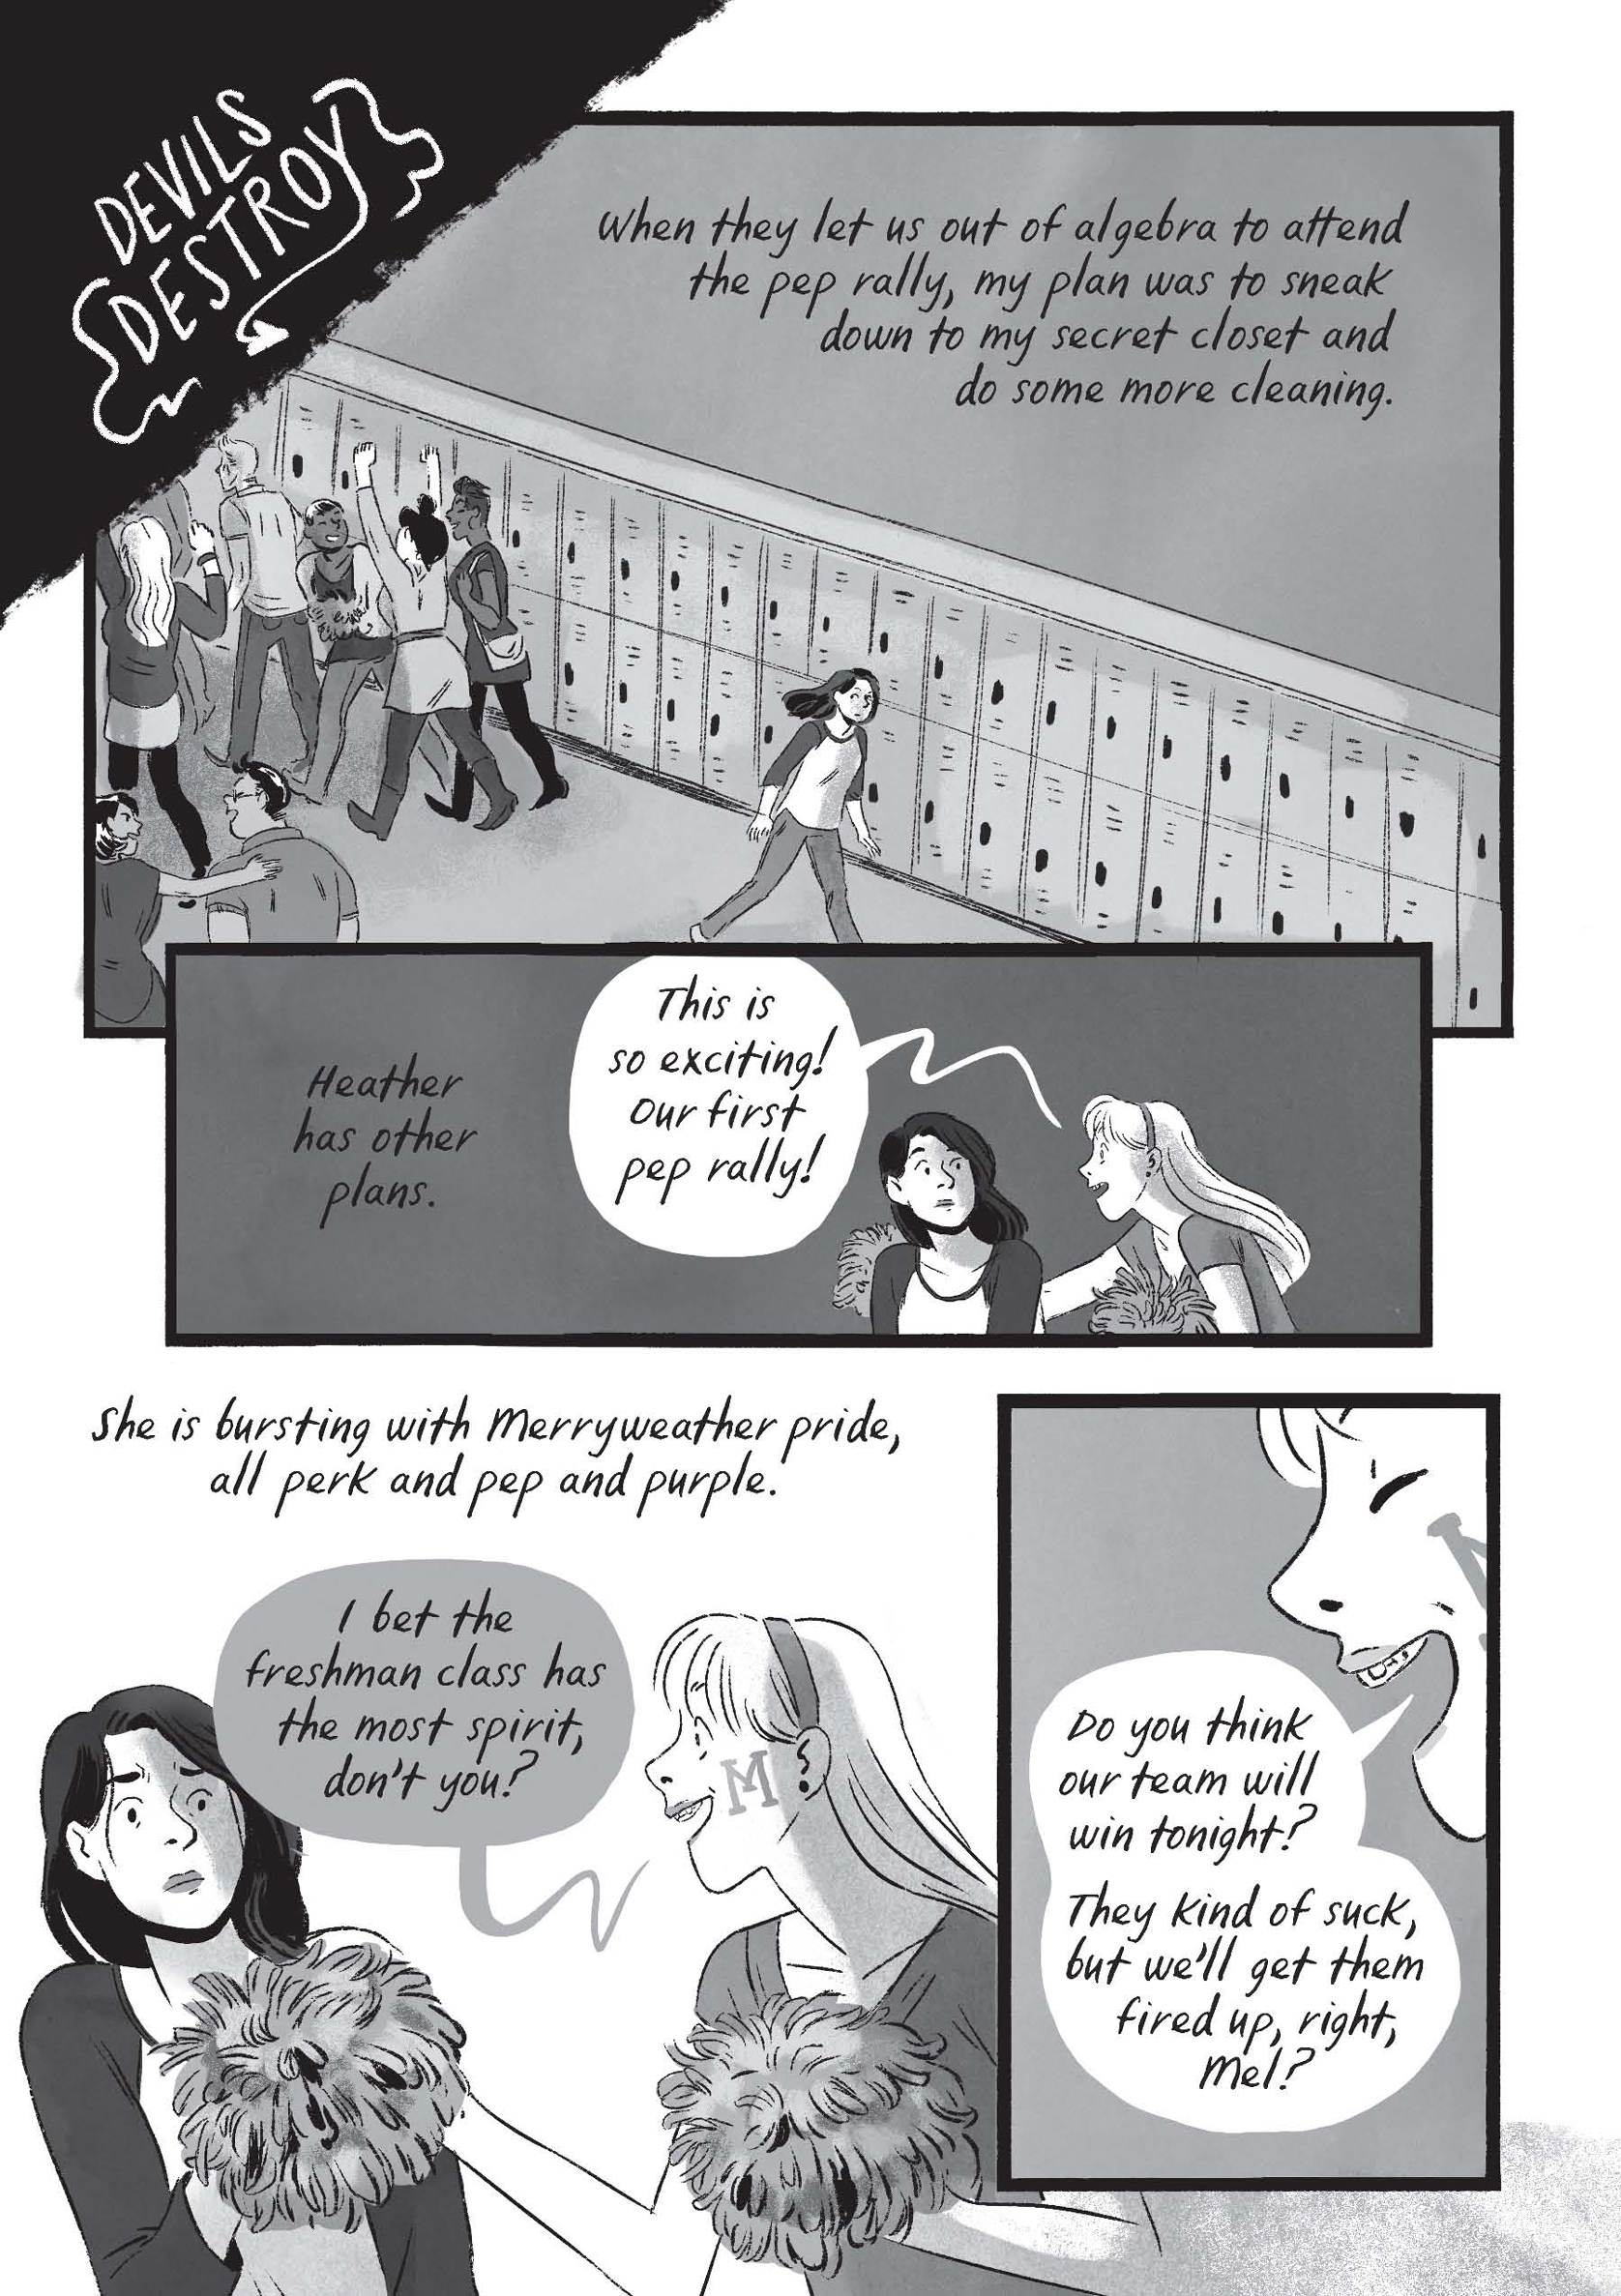 DEVILS
DESTROY
When they let us out of algebra to attend
the pep rally, my plan was to sneak
down to my secret closet and
do some more cleaning.
Heather
has other
plans.
This is
so exciting!
Our first
pep rally!
She is bursting with Merryweather pride,
all perk and pep and purple.
I bet the
freshman class has
the most spirit,
don't you?
M
Do you think
our team will
win tonight?
They kind of suck,
but we'll get them
fired up, right,
Mel?